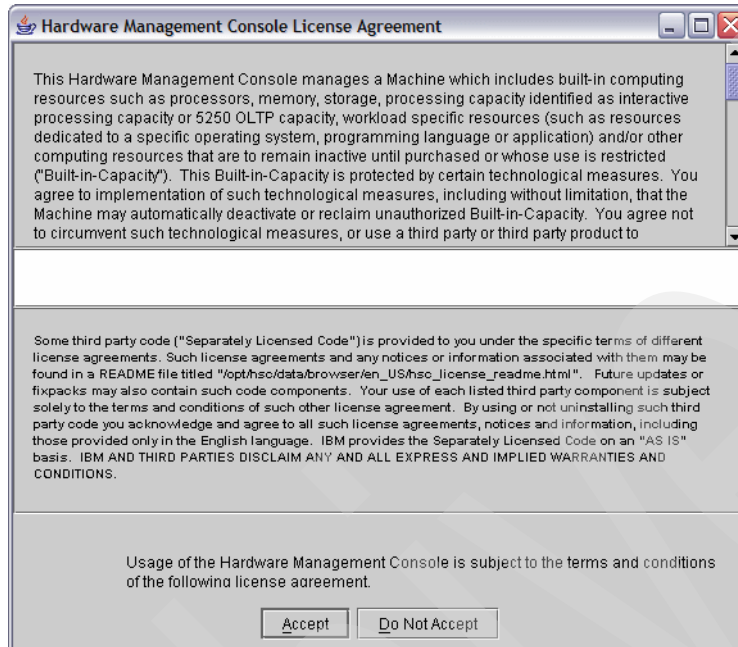 Hardware Management Console License Agreement
This Hardware Management Console manages a Machine which includes built-in computing
resources such as processors, memory, storage, processing capacity identified as interactive
processing capacity or 5250 OLTP capacity, workload specific resources (such as resources
dedicated to a specific operating system, programming language or application) and/or other
computing resources that are to remain inactive until purchased or whose use is restricted
("Built-in-Capacity"). This Built-in-Capacity is protected by certain technological measures. You
agree to implementation of such technological measures, including without limitation, that the
Machine may automatically deactivate or reclaim unauthorized Built-in-Capacity. You agree not
to circumvent such technological measures, or use a third party or third party product to
Some third party code ("Separately Licensed Code") is provided to you under the specific terms of different
license agreements. Such license agreements and any notices or information associated with them may be
found in a README file titled "/opt/hsc/data/browser/en_US/hsc_license_readme.html". Future updates or
fixpacks may also contain such code components. Your use of each listed third party component is subject
solely to the terms and conditions of such other license agreement. By using or not uninstalling such third
party code you acknowledge and agree to all such license agreements, notices and information, including
those provided only in the English language. IBM provides the Separately Licensed Code on an "AS IS"
basis. IBM AND THIRD PARTIES DISCLAIM ANY AND ALL EXPRESS AND IMPLIED WARRANTIES AND
CONDITIONS.
Usage of the Hardware Management Console is subject to the terms and conditions
of the following license agreement.
Accept Do Not Accept